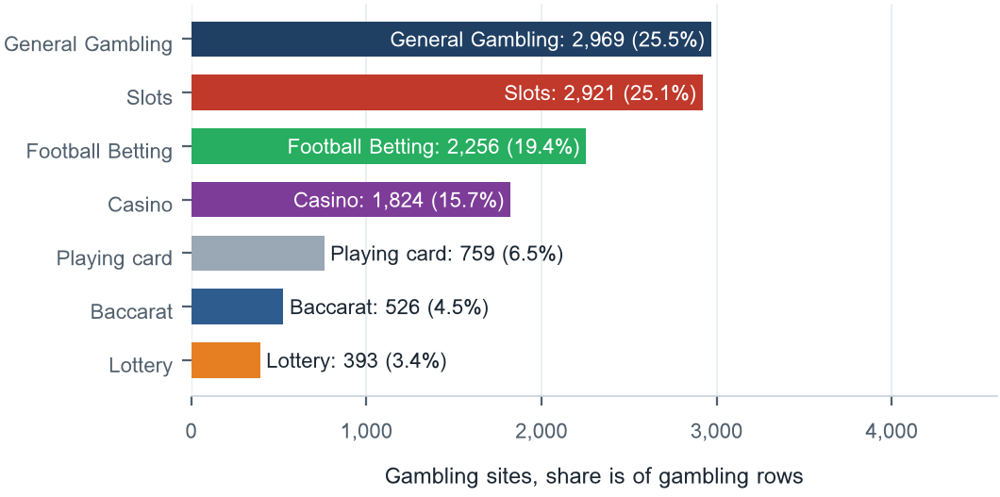 General Gambling
General Gambling: 2,969 (25.5%)
Slots
Slots: 2,921 (25.1%)
Football Betting
Football Betting: 2,256 (19.4%)
Casino
Casino: 1,824 (15.7%)
Playing card
Playing card: 759 (6.5%)
Baccarat
Baccarat: 526 (4.5%)
Lottery
Lottery: 393 (3.4%)
0 1,000 2,000 3,000 4,000
Gambling sites, share is of gambling rows